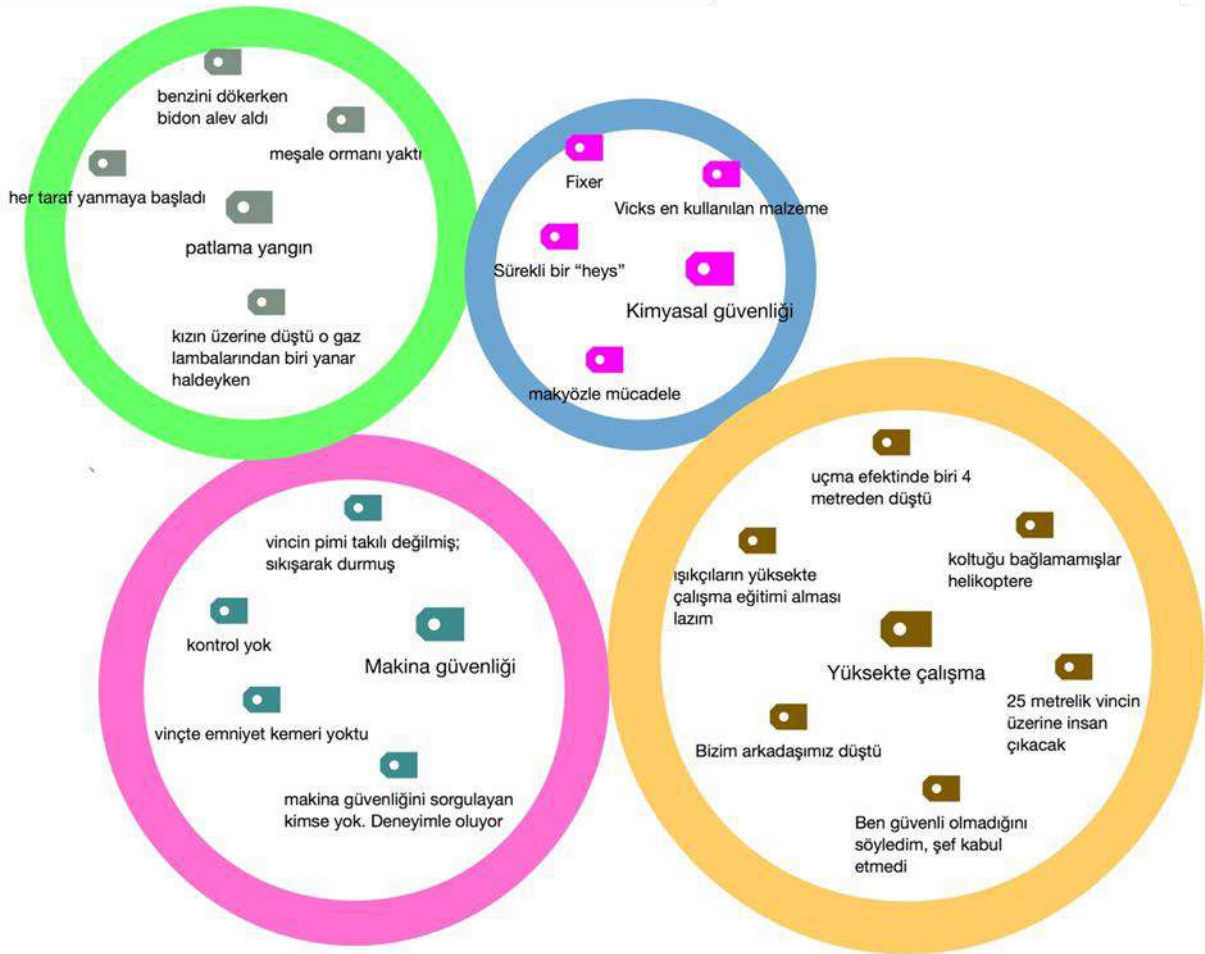 benzini dökerken
bidon alev aldı
meşale ormanı yaktı
her taraf yanmaya başladı
patlama yangın
kızın üzerine düştü o gaz
lambalarından biri yanar
haldeyken
Fixer
Vicks en kullanılan malzeme
Sürekli bir “heys”
Kimyasal güvenliği
makyözle mücadele
vincin pimi takılı değilmiş;
sıkışarak durmuş
kontrol yok
Makina güvenliği
vinçte emniyet kemeri yoktu
makina güvenliğini sorgulayan
kimse yok. Deneyimle oluyor
uçma efektinde biri 4
metreden düştü
koltuğu bağlamamışlar
helikoptere
ışıkçıların yüksekte
çalışma eğitimi alması
lazım
Yüksekte çalışma
25 metrelik vincin
üzerine insan
çıkacak
Bizim arkadaşımız düştü
Ben güvenli olmadığını
söyledim, şef kabul
etmedi